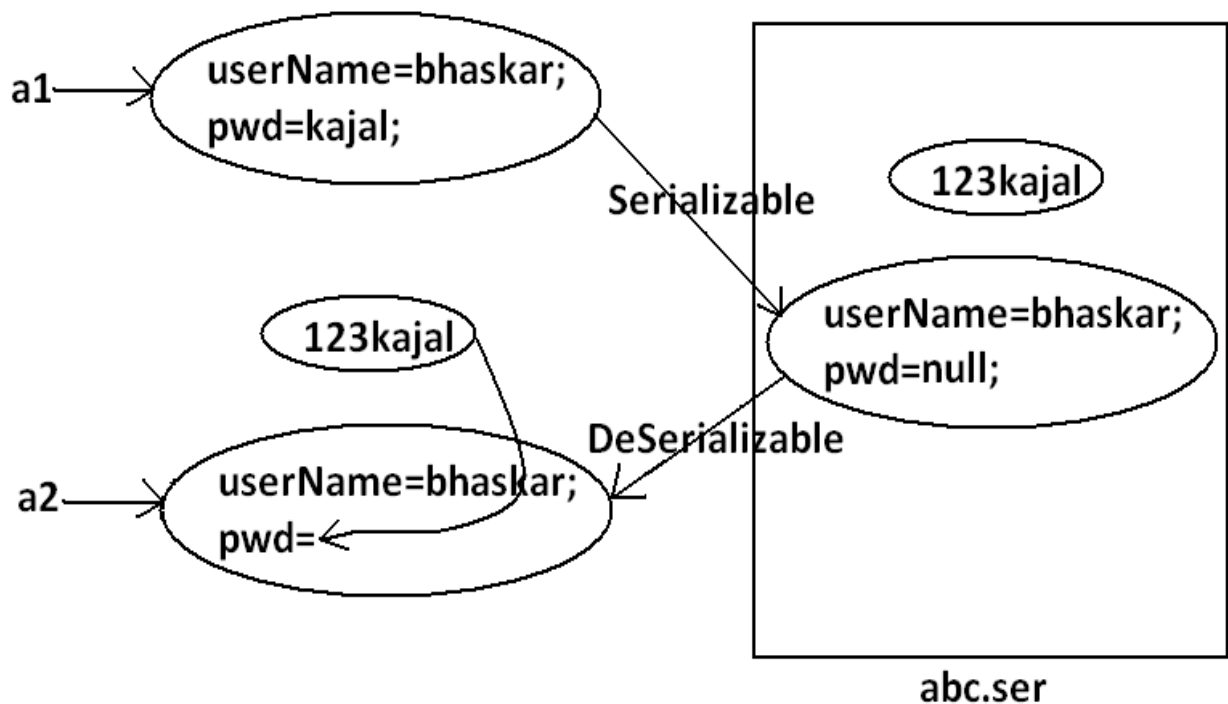 a1
userName=bhaskar;
pwd=kajal;
Serializable
123kajal
userName=bhaskar;
pwd=null;
123kajal
DeSerializable
a2
userName=bhaskar;
pwd=
abc.ser